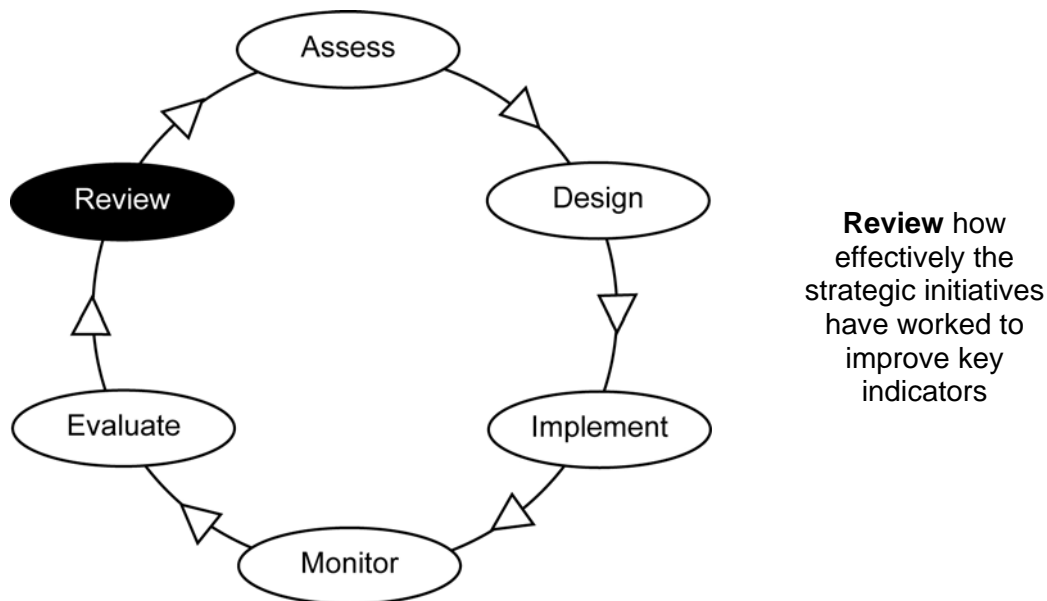 Assess
Design
Implement
Monitor
Evaluate
Review
Review how
effectively the
strategic initiatives
have worked to
improve key
indicators